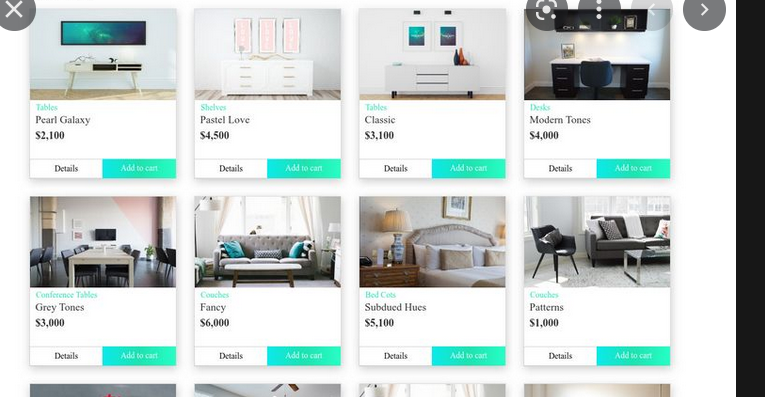 Tables
Pearl Galaxy
$2,100
Details
Add to cart
Shelves
Pastel Love
$4,500
Details
Add to cart
Tables
Classic
$3,100
Details
Add to cart
Desks
Modern Tones
$4,000
Details
Add to cart
Conference Tables
Grey Tones
$3,000
Details
Add to cart
Couches
Fancy
$6,000
Details
Add to cart
Bed Cots
Subdued Hues
$5,100
Details
Add to cart
Couches
Patterns
$1,000
Details
Add to cart